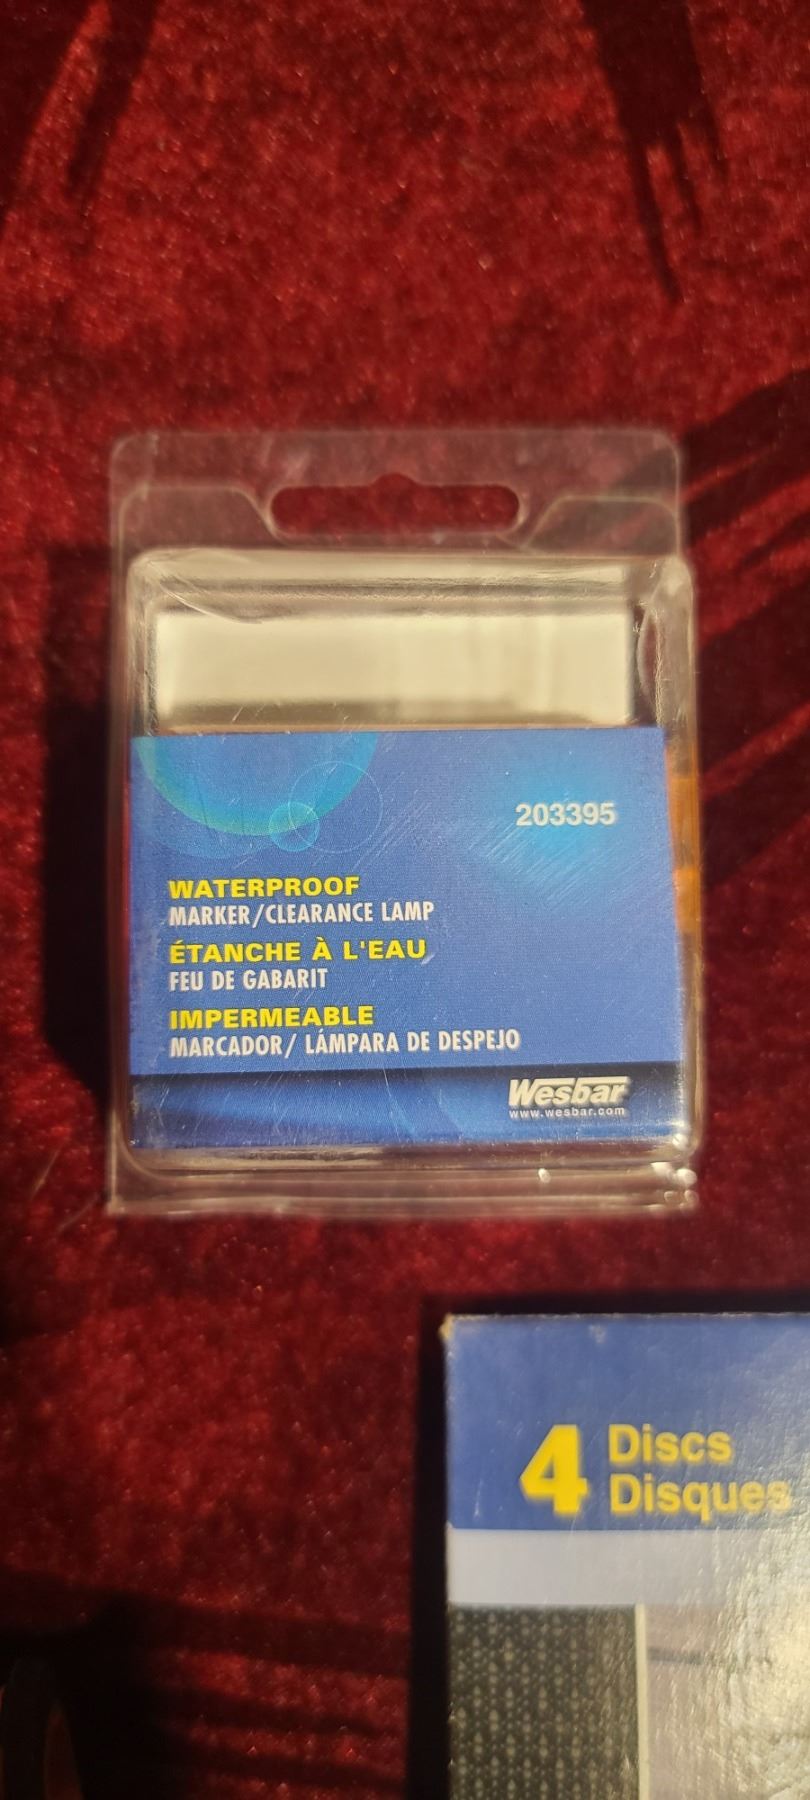 203395
WATERPROOF
MARKER/CLEARANCE LAMP
ÉTANCHE À L'EAU
FEU DE GABARIT
IMPERMEABLE
MARCADOR/ LÁMPARA DE DESPEJO
Wesbar
www.wesbar.com
4 Discs
Disques